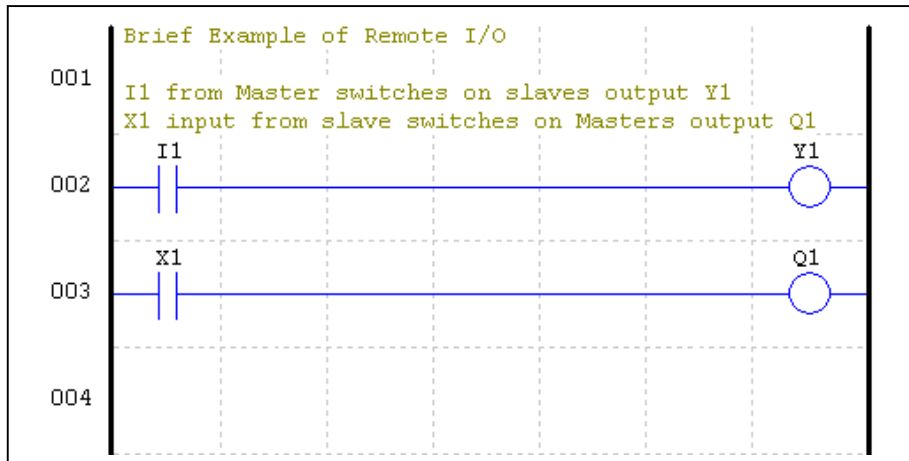 Brief Example of Remote I/O
001
I1 from Master switches on slaves output Y1
X1 input from slave switches on Masters output Q1
I1 Y1
002
X1 Q1
003
004